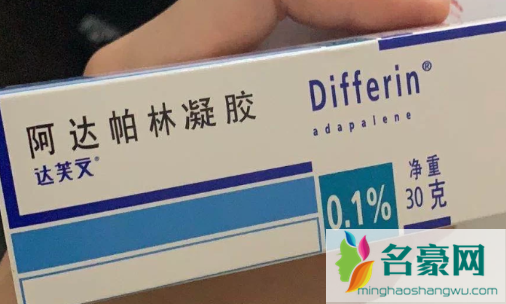 阿达帕林凝胶
达芙文®
Differin®
adapalene
0.1%
净重
30克
名豪网
minghaoshangwu.com